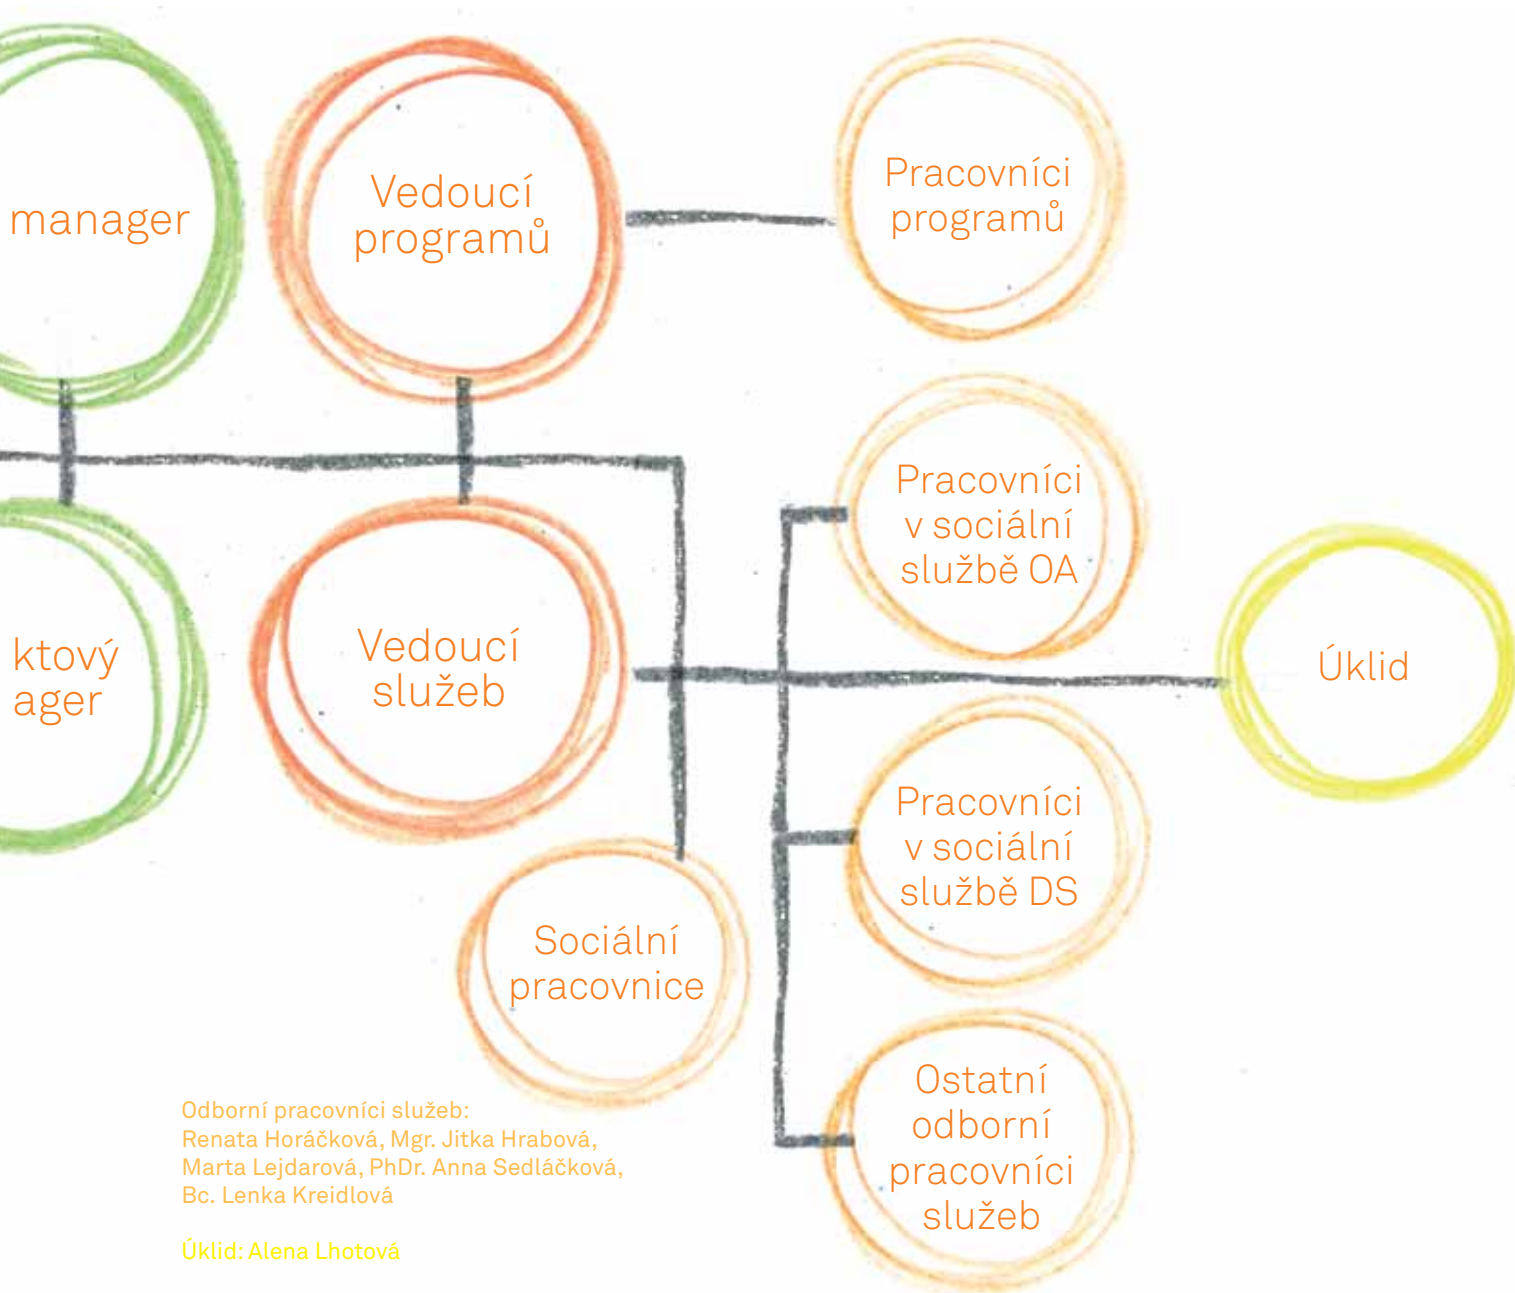 manager
Vedoucí
programů
Pracovníci
programů
ktový
ager
Vedoucí
služeb
Pracovníci
v sociální
službě OA
Úklid
Pracovníci
v sociální
službě DS
Sociální
pracovnice
Ostatní
odborní
pracovníci
služeb
Odborní pracovníci služeb:
Renata Horáčková, Mgr. Jitka Hrabová,
Marta Lejdarová, PhDr. Anna Sedláčková,
Bc. Lenka Kreidlová
Úklid: Alena Lhotová